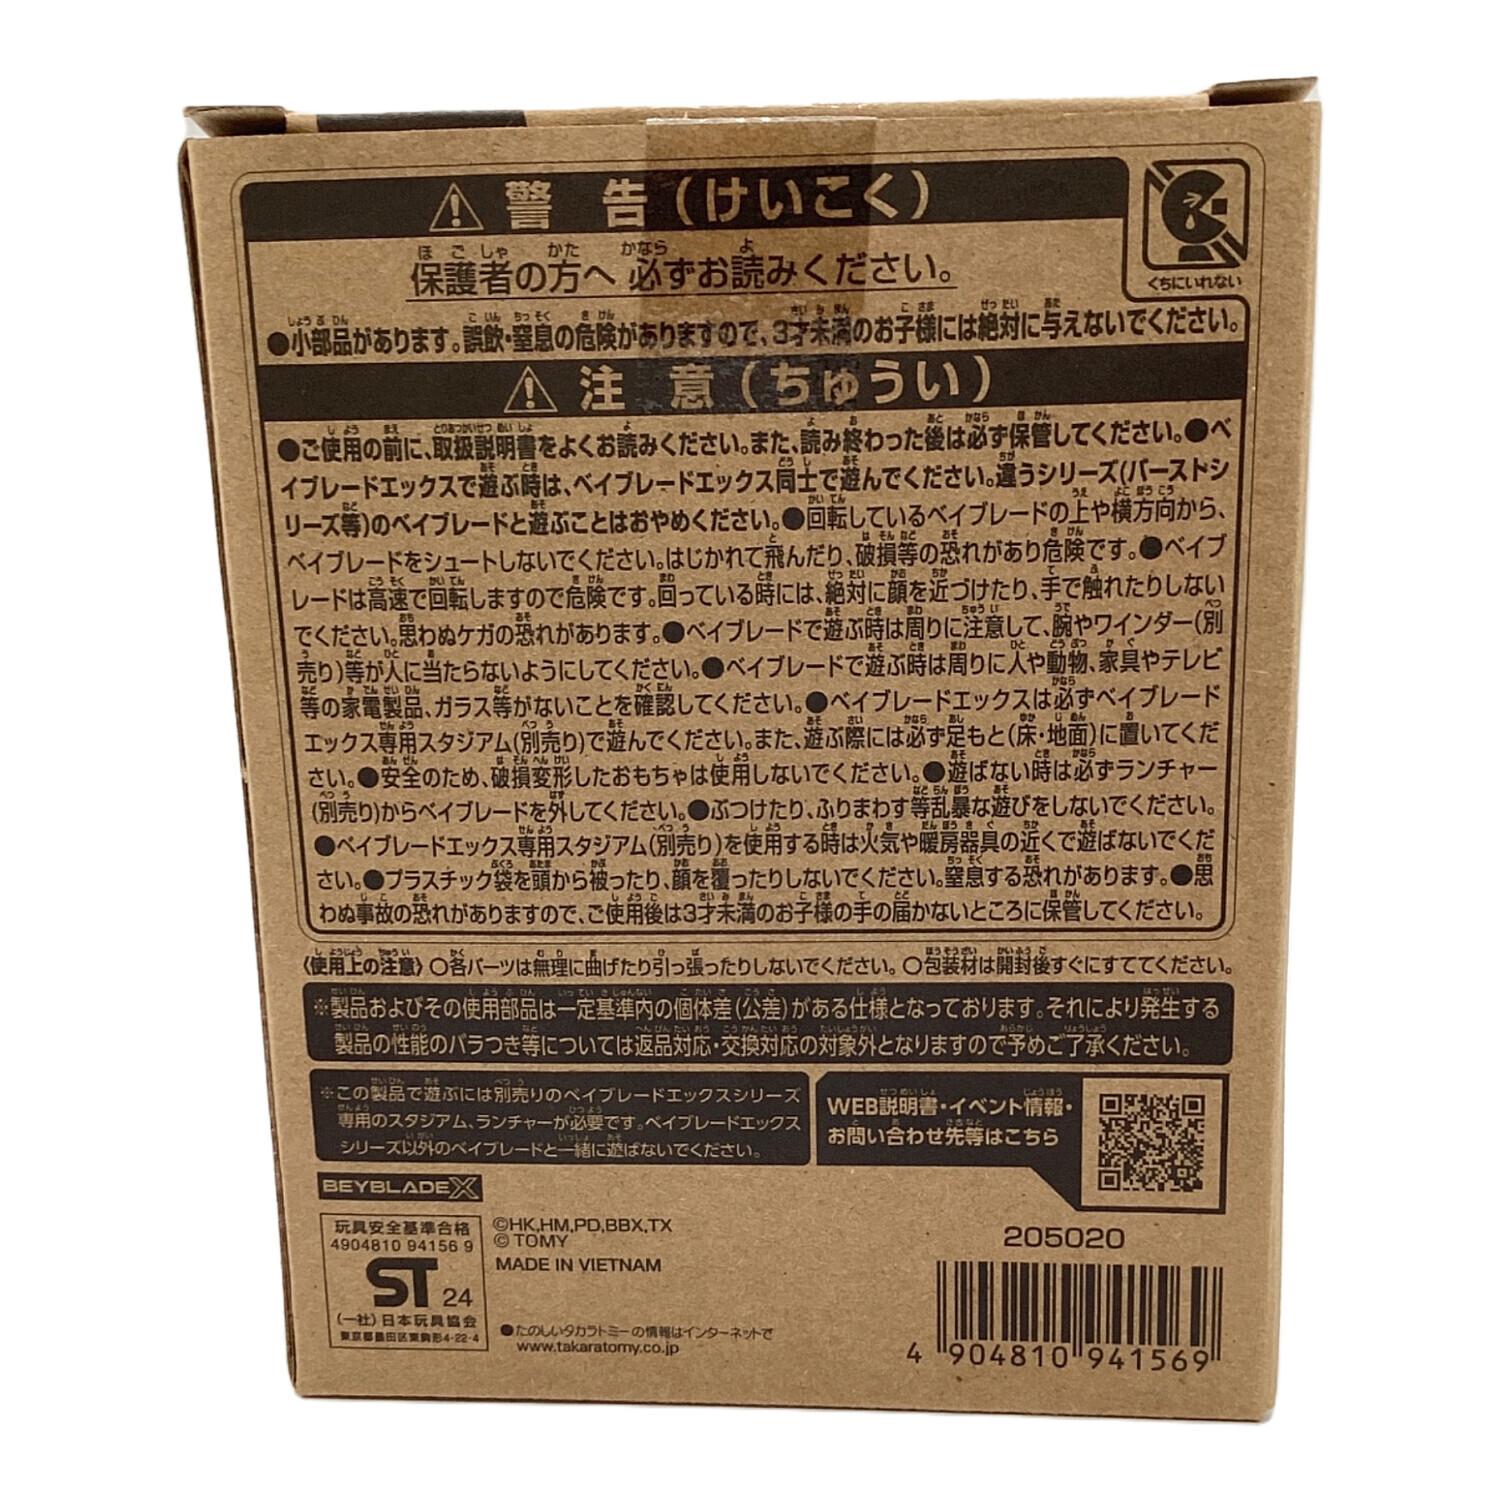 ⚠警 告(けいこく)
くちにいれない
保護者の方へ 必ずお読みください。
●小部品があります。誤飲・窒息の危険がありますので、3才未満のお子様には絶対に与えないでください。
⚠注 意(ちゅうい)
●ご使用の前に、取扱説明書をよくお読みください。また、読み終わった後は必ず保管してください。●ベ
イブレードエックスで遊ぶ時は、ベイブレードエックス同士で遊んでください。違うシリーズ(バーストシ
リーズ等)のベイブレードと遊ぶことはおやめください。●回転しているベイブレードの上や横方向から、
ベイブレードをシュートしないでください。はじかれて飛んだり、破損等の恐れがあり危険です。●ベイブ
レードは高速で回転しますので危険です。回っている時には、絶対に顔を近づけたり、手で触れたりしない
でください。思わぬケガの恐れがあります。●ベイブレードで遊ぶ時は周りに注意して、腕やワインダー(別
売り)等が人に当たらないようにしてください。●ベイブレードで遊ぶ時は周りに人や動物、家具やテレビ
等の家電製品、ガラス等がないことを確認してください。●ベイブレードエックスは必ずベイブレード
エックス専用スタジアム(別売り)で遊んでください。また、遊ぶ際には必ず足もと(床・地面)に置いてくだ
さい。●安全のため、破損変形したおもちゃは使用しないでください。●遊ばない時は必ずランチャー
(別売り)からベイブレードを外してください。●ぶつけたり、ふりまわす等乱暴な遊びをしないでください。
●ベイブレードエックス専用スタジアム(別売り)を使用する時は火気や暖房器具の近くで遊ばないでくだ
さい。●プラスチック袋を頭から被ったり、顔を覆ったりしないでください。窒息する恐れがあります。●思
わぬ事故の恐れがありますので、ご使用後は3才未満のお子様の手の届かないところに保管してください。
〈使用上の注意〉○各パーツは無理に曲げたり引っ張ったりしないでください。○包装材は開封後すぐにすててください。
※製品およびその使用部品は一定基準内の個体差(公差)がある仕様となっております。それにより発生する
製品の性能のバラつき等については返品対応・交換対応の対象外となりますので予めご了承ください。
※この製品で遊ぶには別売りのベイブレードエックスシリーズ
専用のスタジアム、ランチャーが必要です。ベイブレードエックス
シリーズ以外のベイブレードと一緒に遊ばないでください。
WEB説明書・イベント情報・
お問い合わせ先等はこちら
BEYBLADE X
玩具安全基準合格
4904810 94156 9
ST 24
(一社)日本玩具協会
東京都墨田区東駒形4-22-4
©HK,HM,PD,BBX,TX
© TOMY
MADE IN VIETNAM
●たのしいタカラトミーの情報はインターネットで
www.takaratomy.co.jp
205020
4 904810 941569